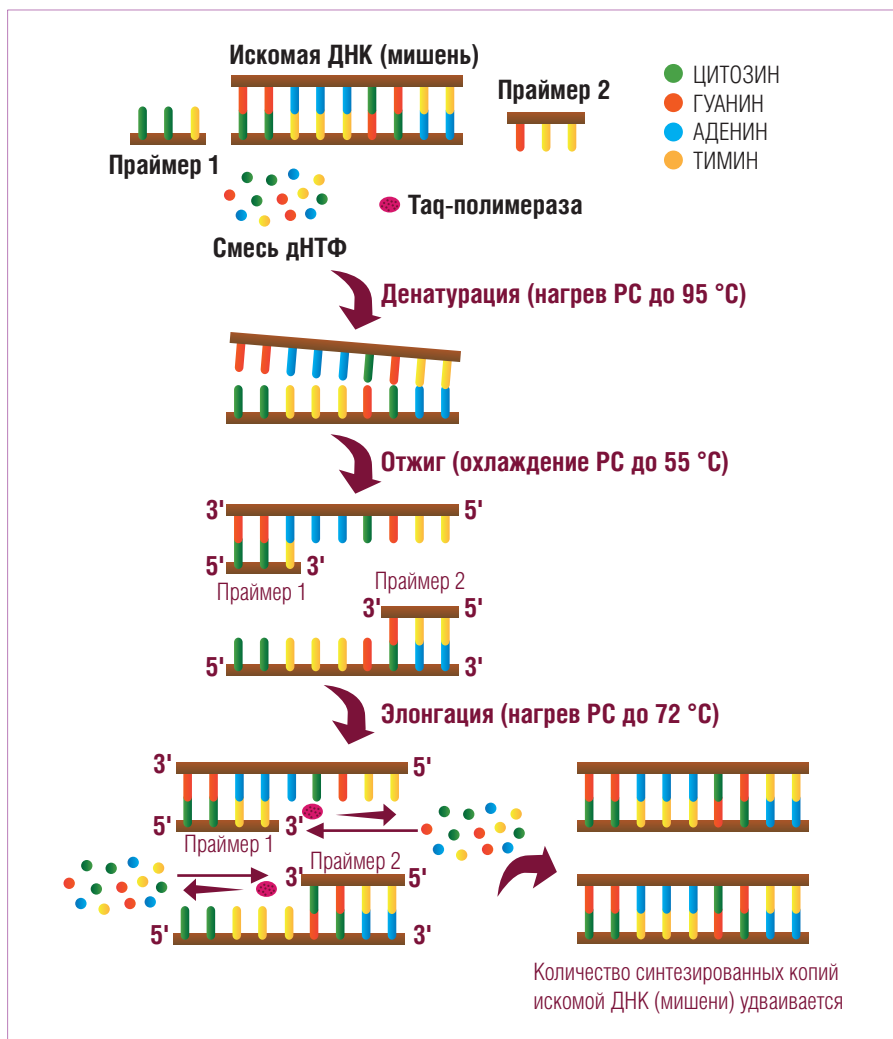 Искомая ДНК (мишень)
Праймер 1
Праймер 2
ЦИТОЗИН
ГУАНИН
АДЕНИН
ТИМИН
Смесь дНТФ
Taq-полимераза
Денатурация (нагрев РС до 95 °C)
Отжиг (охлаждение РС до 55 °C)
3' 5'
5' 3'
Праймер 1
Праймер 2
3' 5'
5' 3'
Элонгация (нагрев РС до 72 °C)
3' 5'
5' 3'
Праймер 1
Праймер 2
3' 5'
5' 3'
Количество синтезированных копий
искомой ДНК (мишени) удваивается